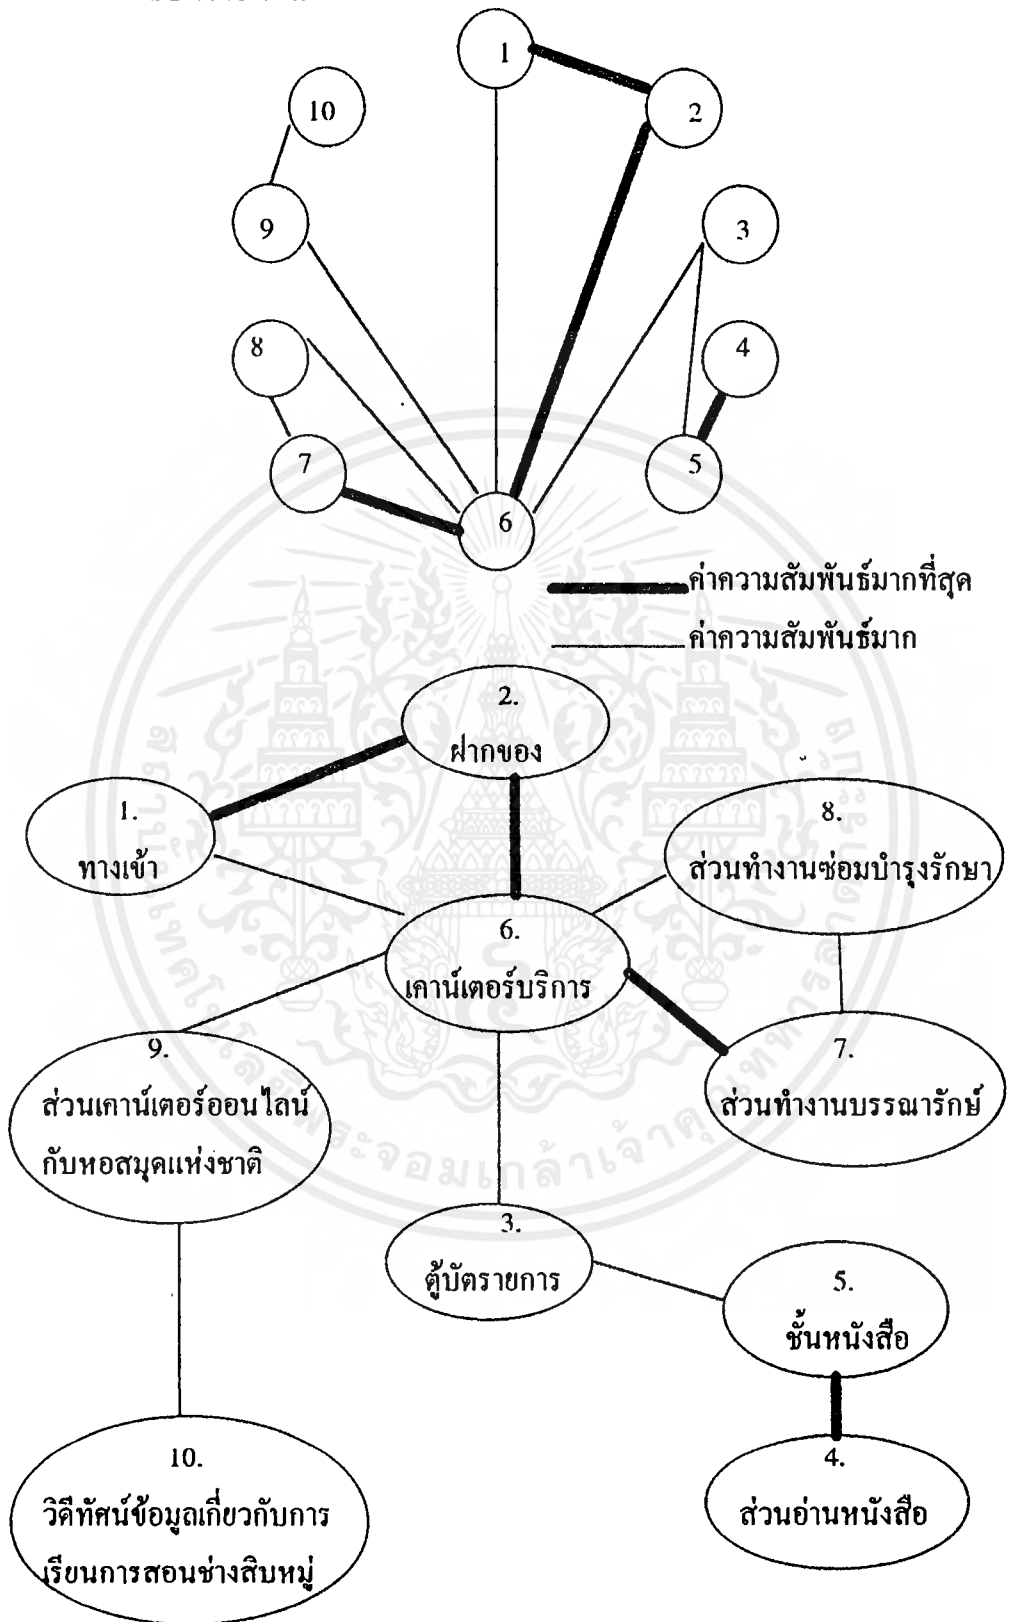 1
2
10
9
3
8
4
7
5
6
ค่าความสัมพันธ์มากที่สุด
ค่าความสัมพันธ์มาก
2.
ฝากของ
1.
ทางเข้า
8.
ส่วนทำงานซ่อมบำรุงรักษา
6.
เคาน์เตอร์บริการ
9.
ส่วนเคาน์เตอร์ออนไลน์
กับหอสมุดแห่งชาติ
7.
ส่วนทำงานบรรณารักษ์
3.
ตู้บัตรายการ
5.
ชั้นหนังสือ
10.
วิดีทัศน์ข้อมูลเกี่ยวกับการ
เรียนการสอนช่างสิบหมู่
4.
ส่วนอ่านหนังสือ